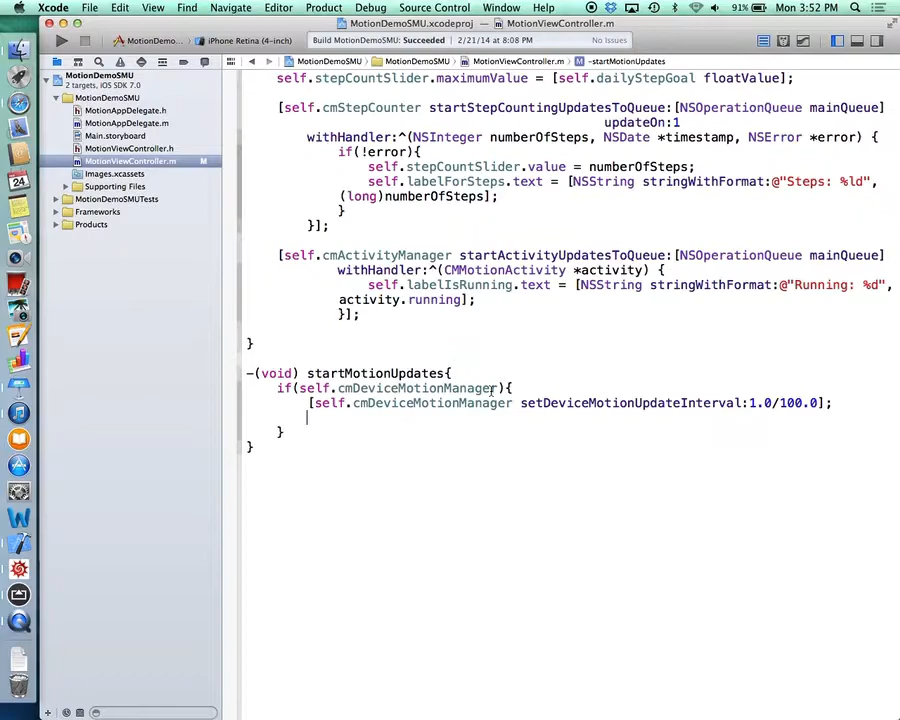 Xcode File Edit View Find Navigate Editor Product Debug Source Control Window Help 91% Mon 3:52 PM
MotionDemoSMU.xcodeproj — MotionViewController.m
MotionDemo... iPhone Retina (4-inch) Build MotionDemoSMU: Succeeded 2/21/14 at 8:08 PM No Issues
MotionDemoSMU MotionDemoSMU MotionViewController.m -startMotionUpdates
MotionDemoSMU
2 targets, iOS SDK 7.0
MotionDemoSMU
MotionAppDelegate.h
MotionAppDelegate.m
Main.storyboard
MotionViewController.h
MotionViewController.m M
Images.xcassets
Supporting Files
MotionDemoSMUTests
Frameworks
Products
self.stepCountSlider.maximumValue = [self.dailyStepGoal floatValue];
[self.cmStepCounter startStepCountingUpdatesToQueue:[NSOperationQueue mainQueue]
updateOn:1
withHandler:^(NSInteger numberOfSteps, NSDate *timestamp, NSError *error) {
if(!error){
self.stepCountSlider.value = numberOfSteps;
self.labelForSteps.text = [NSString stringWithFormat:@"Steps: %ld",
(long)numberOfSteps];
}
}];
[self.cmActivityManager startActivityUpdatesToQueue:[NSOperationQueue mainQueue]
withHandler:^(CMMotionActivity *activity) {
self.labelIsRunning.text = [NSString stringWithFormat:@"Running: %d",
activity.running];
}];
}
-(void) startMotionUpdates{
if(self.cmDeviceMotionManager){
[self.cmDeviceMotionManager setDeviceMotionUpdateInterval:1.0/100.0];
}
}